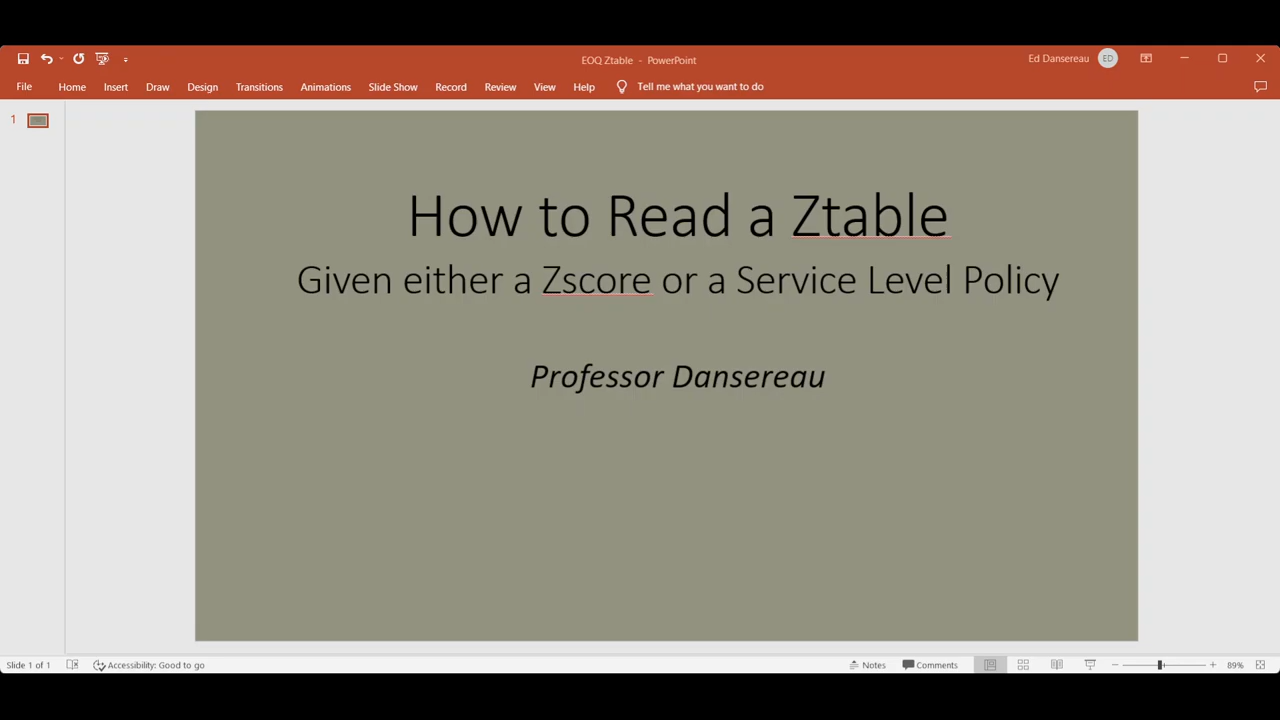 EOQ Ztable - PowerPoint
Ed Dansereau ED
File Home Insert Draw Design Transitions Animations Slide Show Record Review View Help Tell me what you want to do
1
How to Read a Ztable
Given either a Zscore or a Service Level Policy
Professor Dansereau
Slide 1 of 1 Accessibility: Good to go Notes Comments 89%